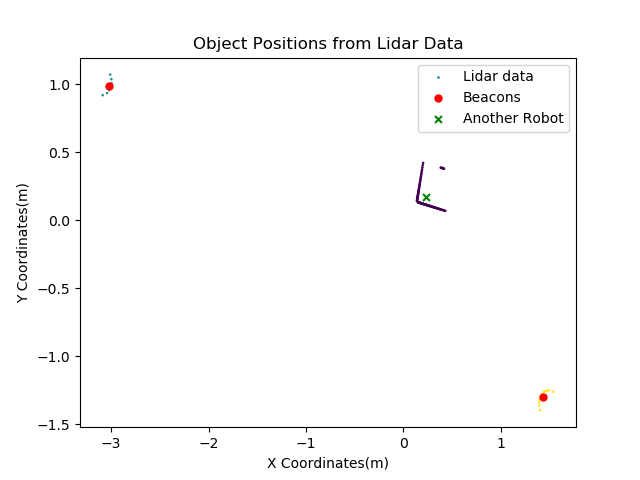 Object Positions from Lidar Data
Lidar data
Beacons
Another Robot
1.0
0.5
0.0
−0.5
−1.0
−1.5
Y Coordinates(m)
−3
−2
−1
0
1
X Coordinates(m)